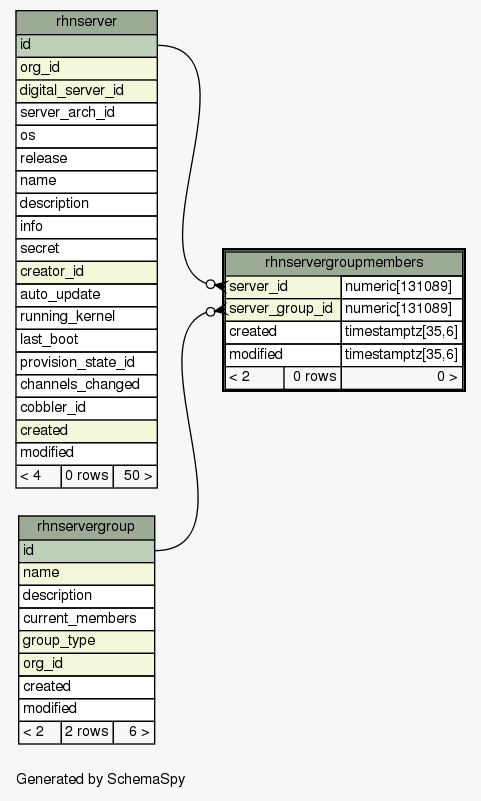 rhnserver
id
org_id
digital_server_id
server_arch_id
os
release
name
description
info
secret
creator_id
auto_update
running_kernel
last_boot
provision_state_id
channels_changed
cobbler_id
created
modified
< 4 0 rows 50 >
rhnservergroupmembers
server_id numeric[131089]
server_group_id numeric[131089]
created timestamptz[35,6]
modified timestamptz[35,6]
< 2 0 rows 0 >
rhnservergroup
id
name
description
current_members
group_type
org_id
created
modified
< 2 2 rows 6 >
Generated by SchemaSpy